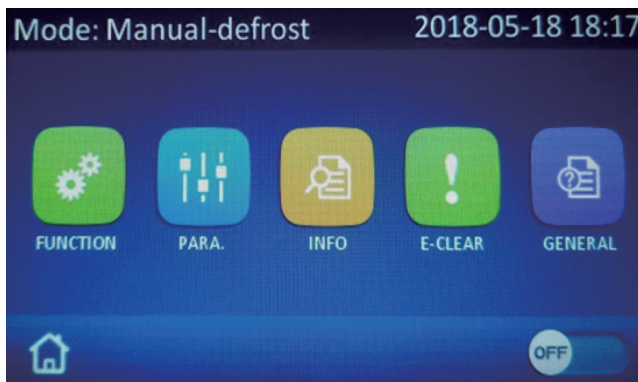 Mode: Manual-defrost 2018-05-18 18:17
FUNCTION PARA. INFO E-CLEAR GENERAL
OFF